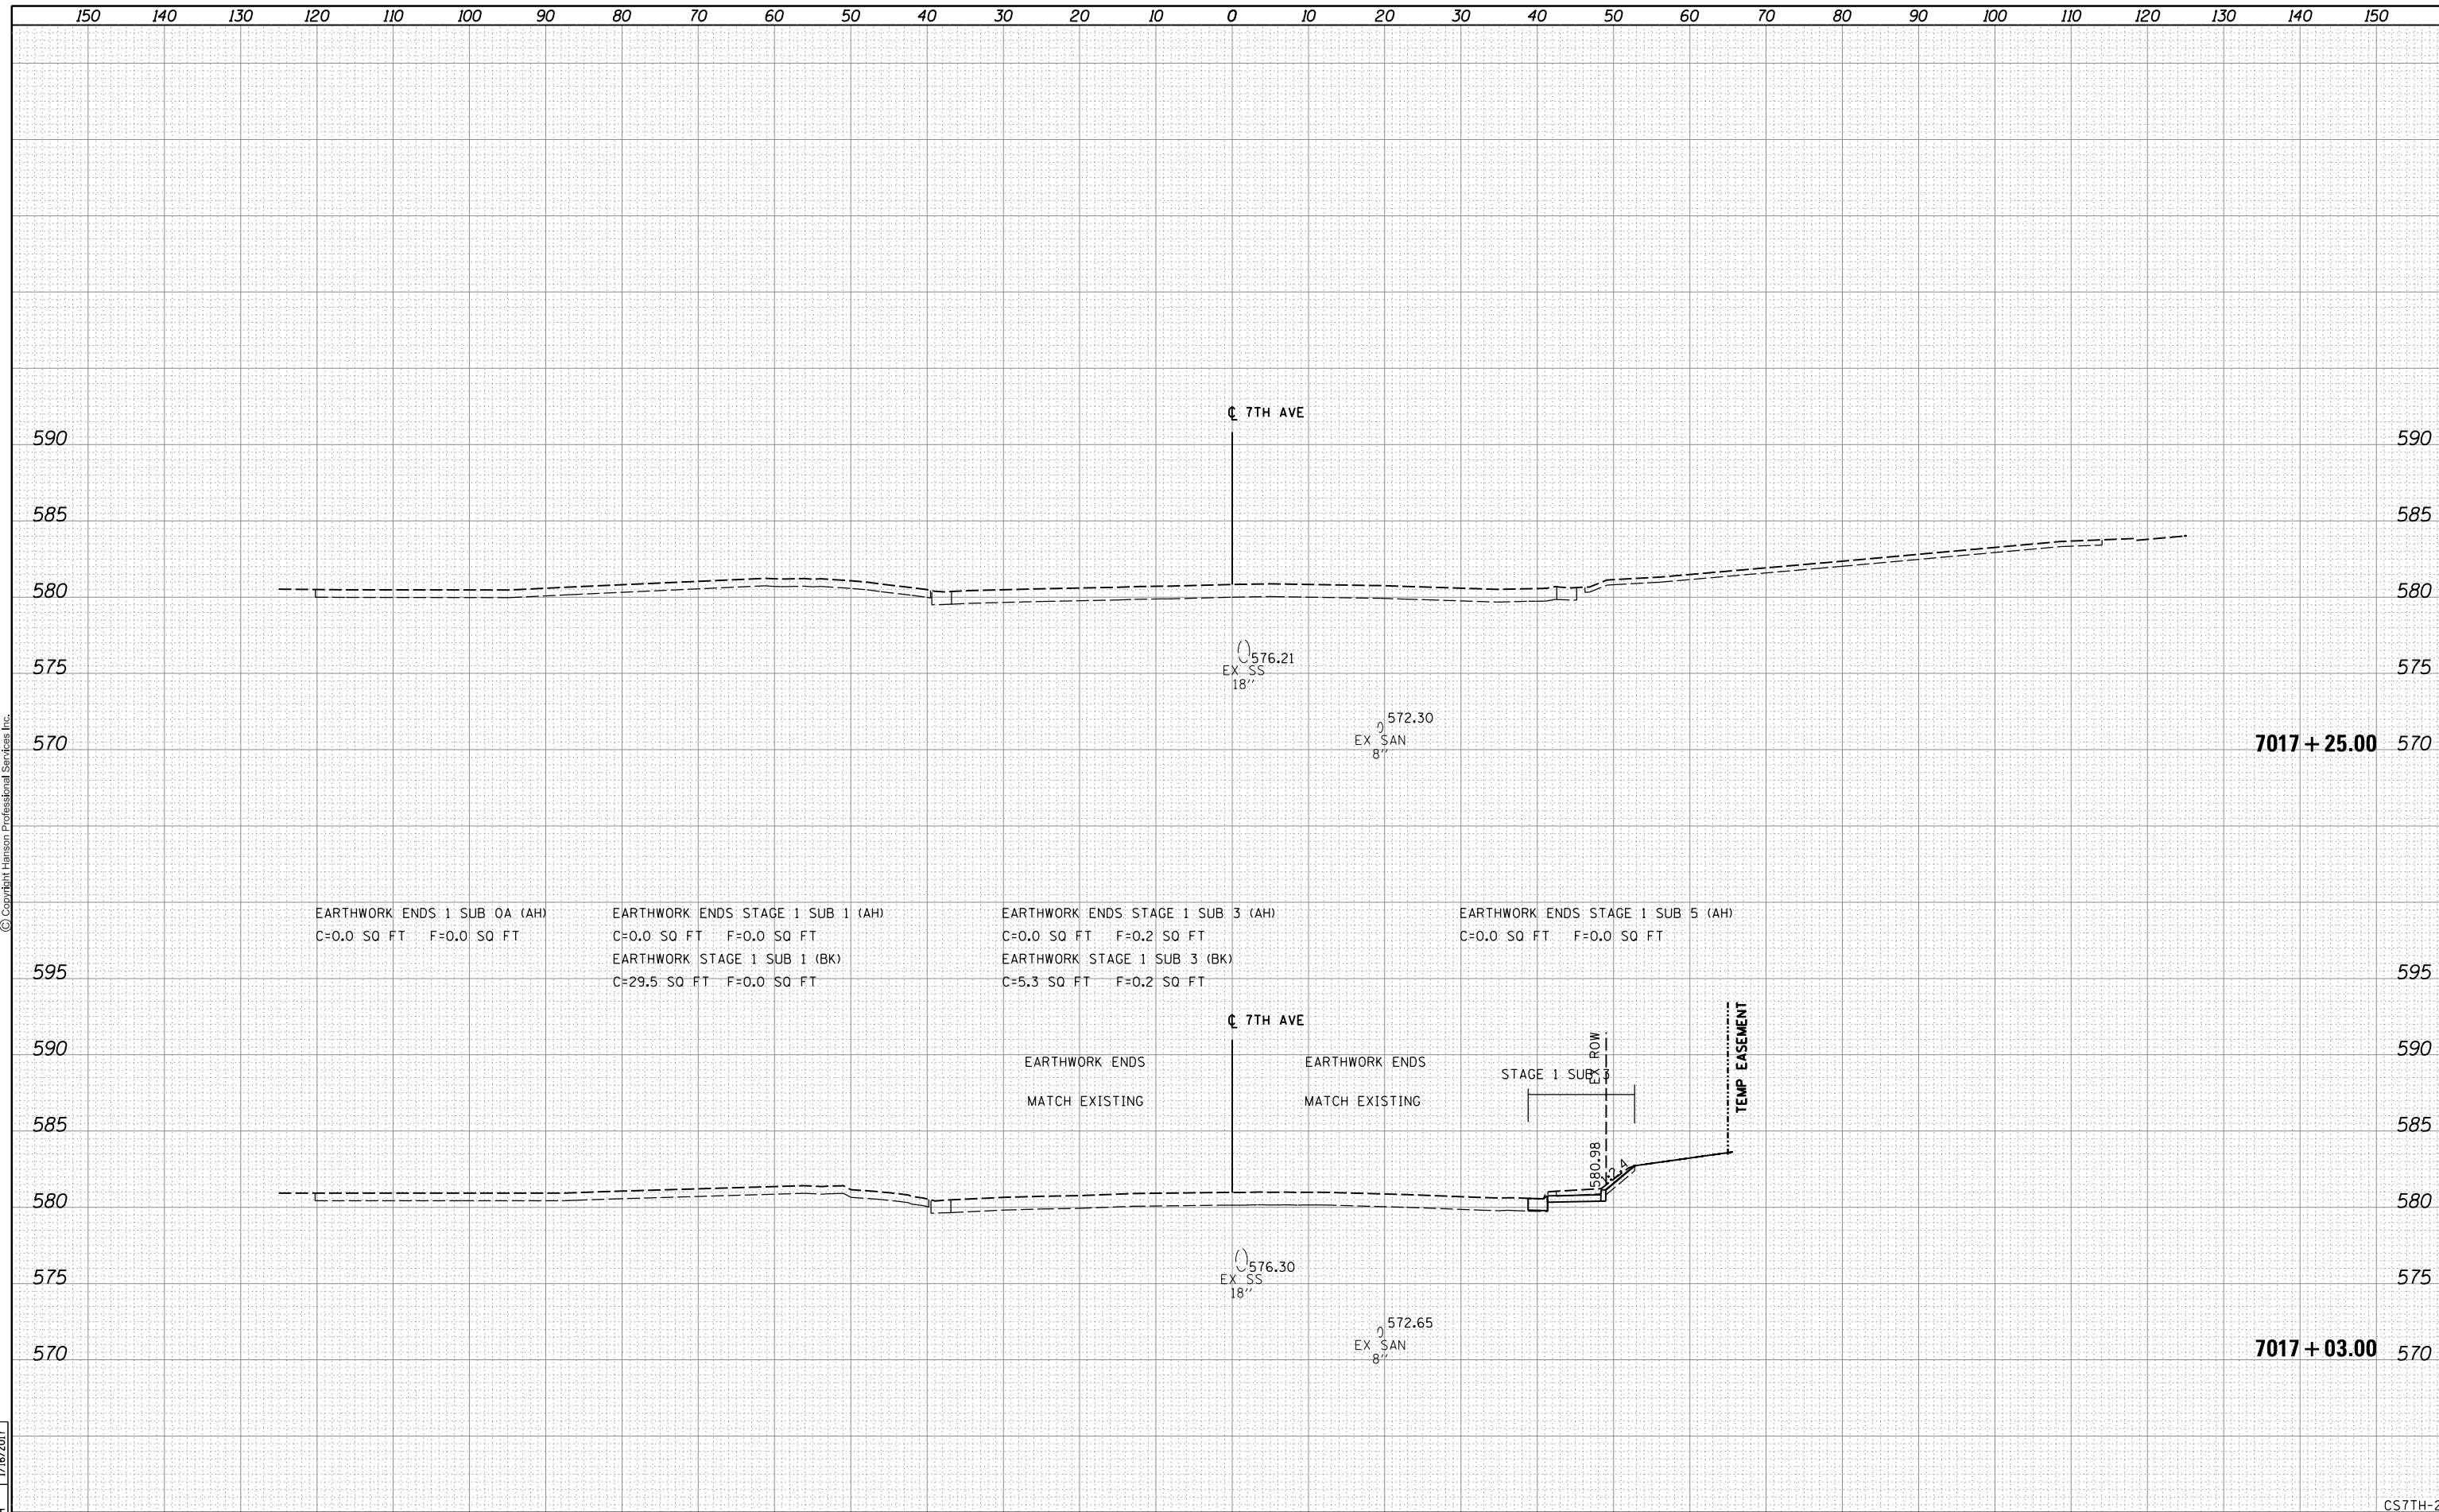 150 140 130 120 110 100 90 80 70 60 50 40 30 20 10 0 10 20 30 40 50 60 70 80 90 100 110 120 130 140 150
℄ 7TH AVE
590 590
585 585
580 580
576.21
575 575
EX SS
18''
572.30
EX SAN
8''
570 7017+25.00 570
EARTHWORK ENDS 1 SUB 0A (AH) EARTHWORK ENDS STAGE 1 SUB 1 (AH) EARTHWORK ENDS STAGE 1 SUB 3 (AH) EARTHWORK ENDS STAGE 1 SUB 5 (AH)
C=0.0 SQ FT F=0.0 SQ FT C=0.0 SQ FT F=0.0 SQ FT C=0.0 SQ FT F=0.2 SQ FT C=0.0 SQ FT F=0.0 SQ FT
EARTHWORK STAGE 1 SUB 1 (BK) EARTHWORK STAGE 1 SUB 3 (BK)
595 595
C=29.5 SQ FT F=0.0 SQ FT C=5.3 SQ FT F=0.2 SQ FT
℄ 7TH AVE
590 590
EARTHWORK ENDS EARTHWORK ENDS
EX ROW
TEMP EASEMENT
STAGE 1 SUB 3
MATCH EXISTING MATCH EXISTING
585 585
580.98
580 580
576.30
575 575
EX SS
18''
572.65
EX SAN
8''
570 7017+03.00 570
© Copyright Hanson Professional Services Inc.
CS7TH-2